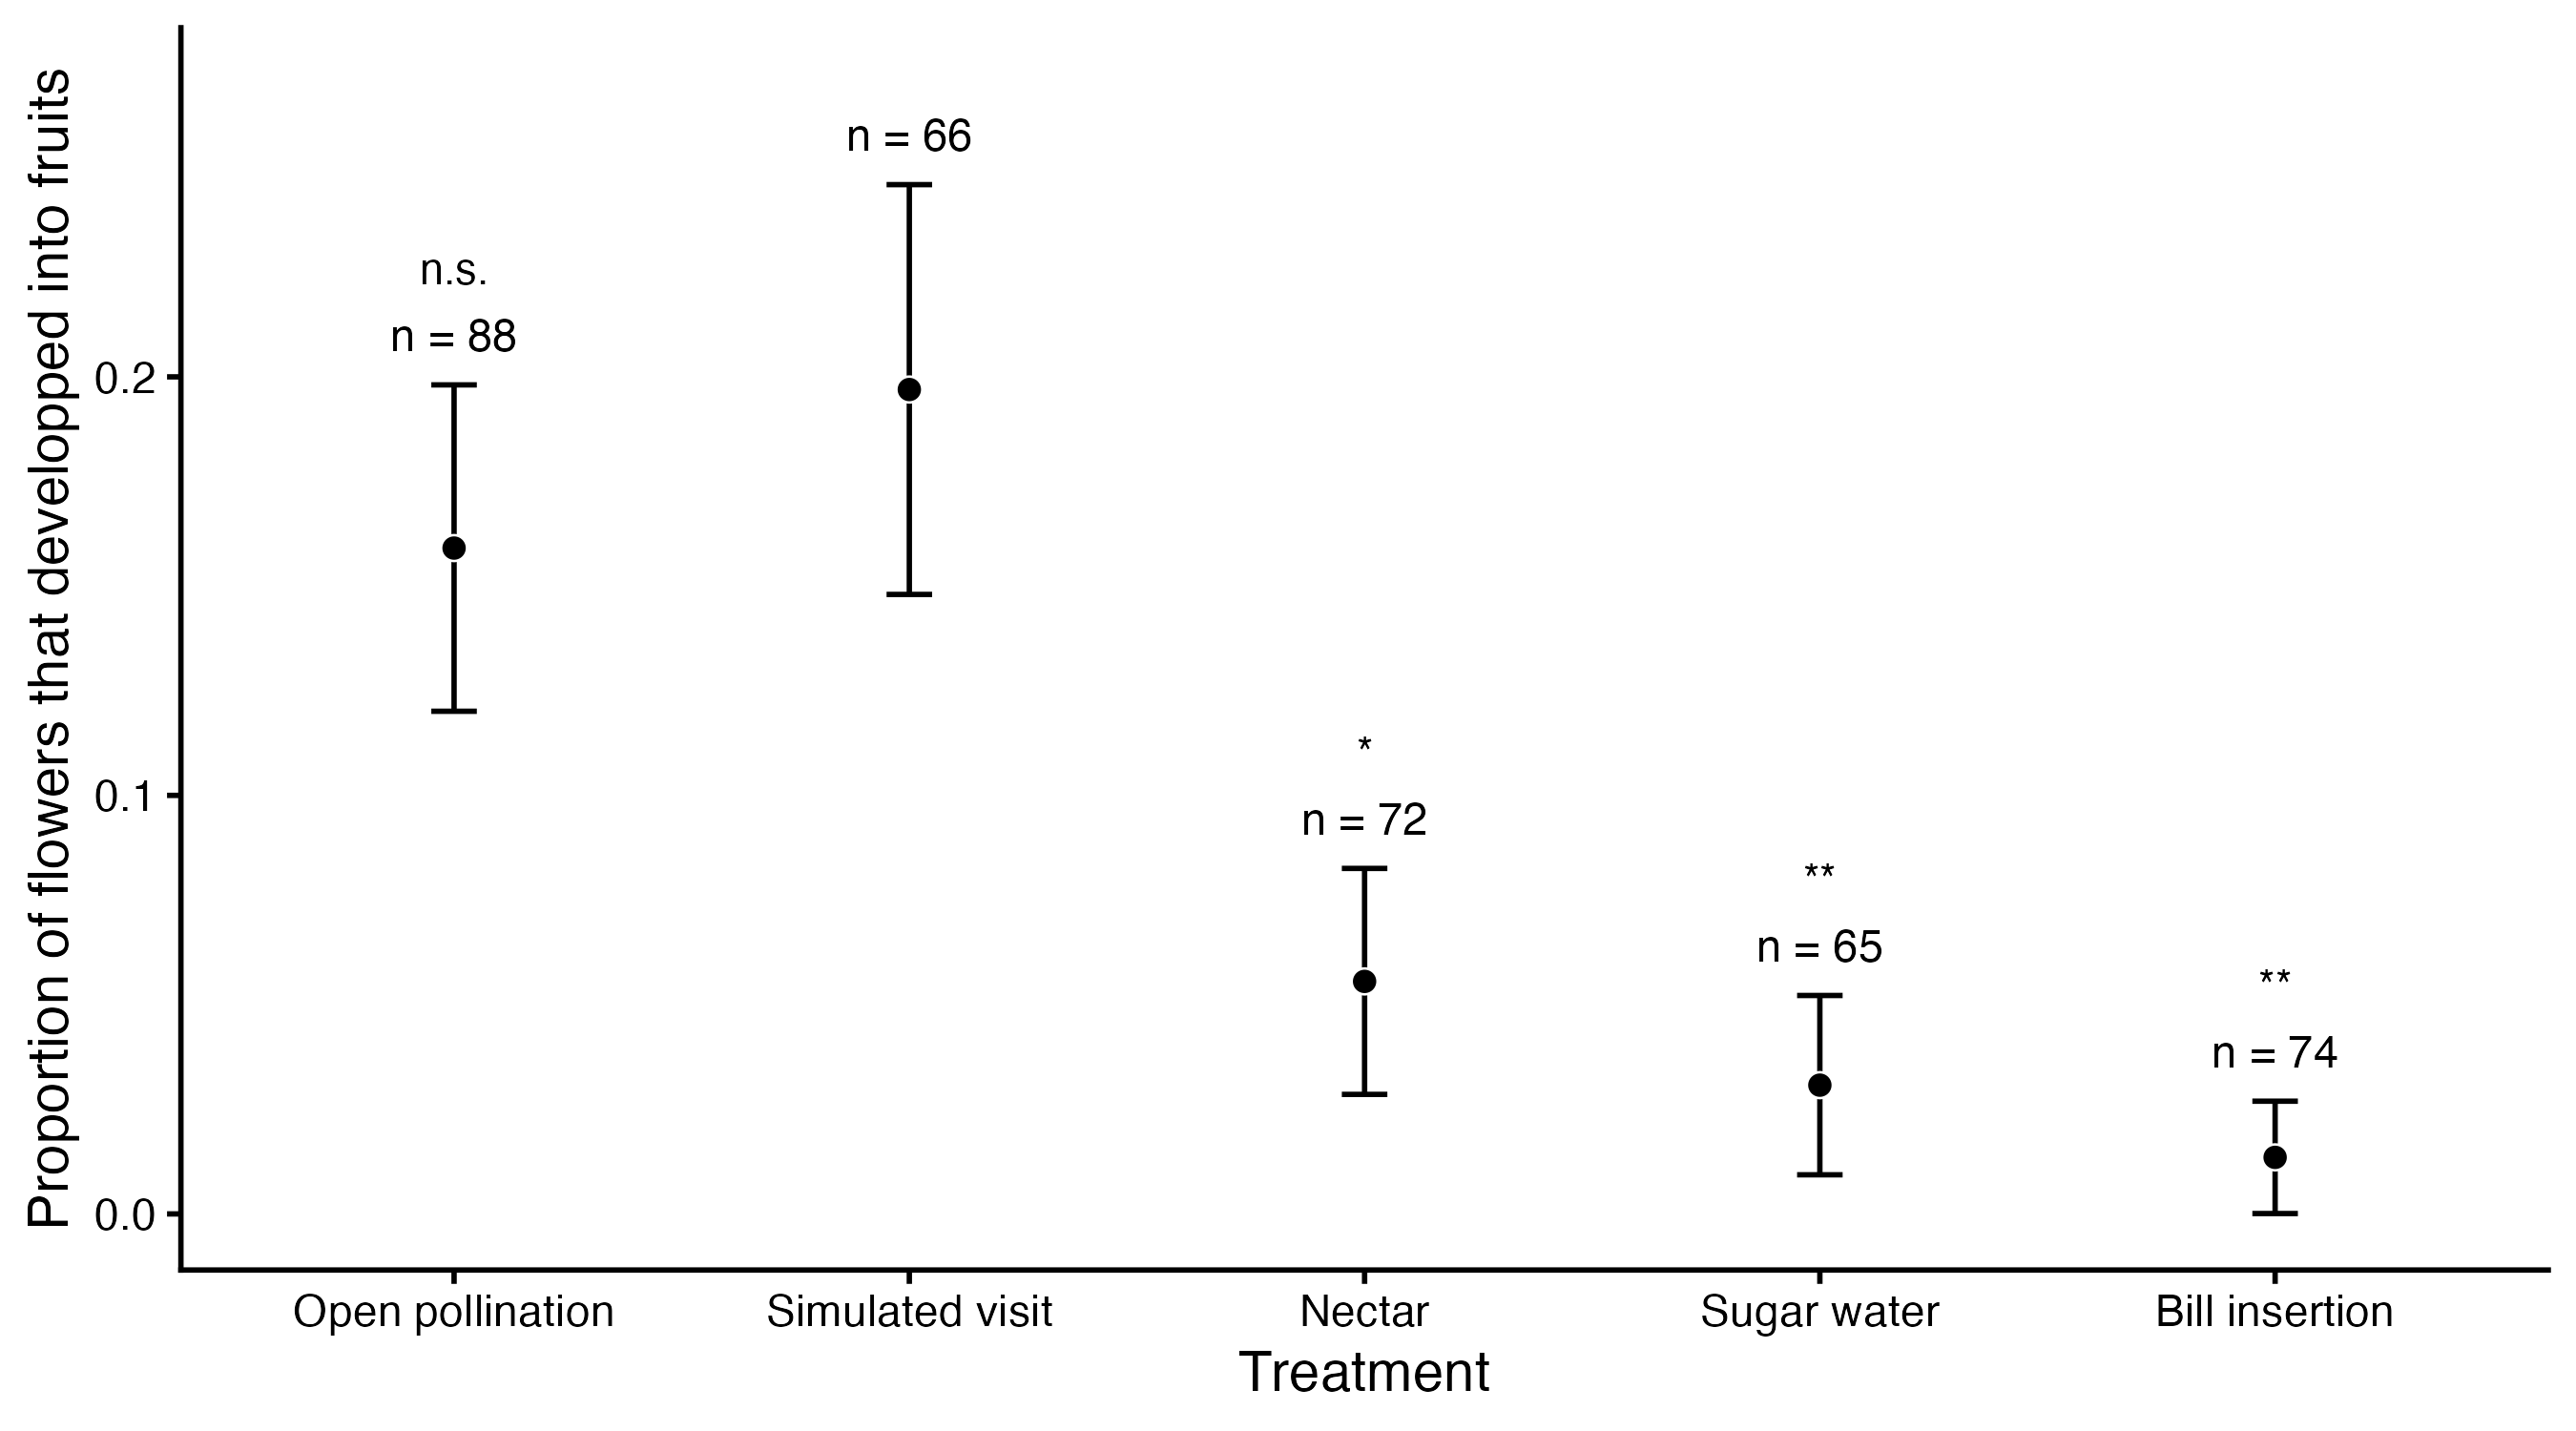 Proportion of flowers that developped into fruits
0.2
0.1
0.0
n.s.
n = 88
n = 66
*
n = 72
**
n = 65
**
n = 74
Open pollination
Simulated visit
Nectar
Sugar water
Bill insertion
Treatment